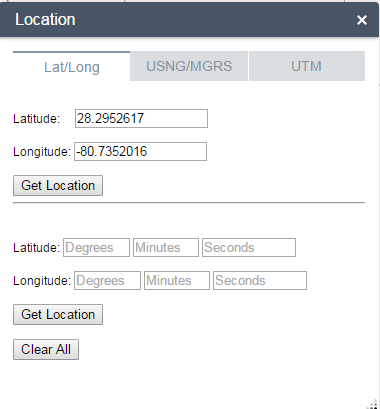 Location ×
Lat/Long USNG/MGRS UTM
Latitude: 28.2952617
Longitude: -80.7352016
Get Location
Latitude: Degrees Minutes Seconds
Longitude: Degrees Minutes Seconds
Get Location
Clear All